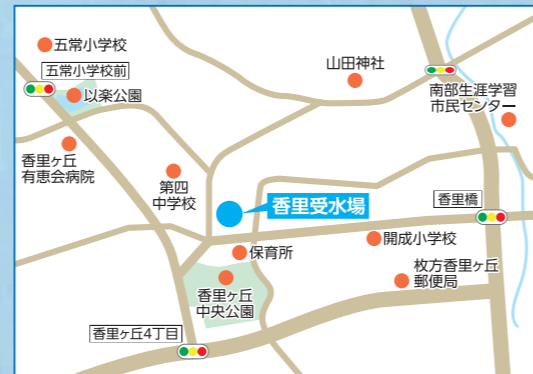 五常小学校
五常小学校前
以楽公園
山田神社
南部生涯学習
市民センター
香里ヶ丘
有恵会病院
第四
中学校
香里受水場
香里橋
保育所
開成小学校
枚方香里ヶ丘
郵便局
香里ヶ丘
中央公園
香里ヶ丘4丁目